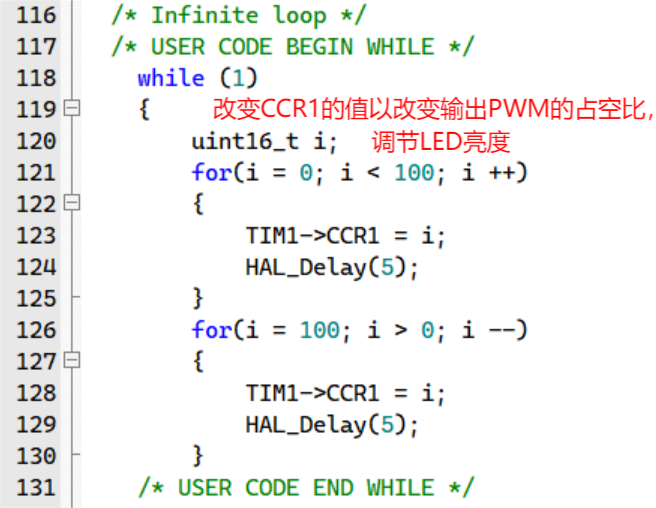 116 /* Infinite loop */
117 /* USER CODE BEGIN WHILE */
118 while (1)
119 { 改变CCR1的值以改变输出PWM的占空比，
120 uint16_t i; 调节LED亮度
121 for(i = 0; i < 100; i ++)
122 {
123 TIM1->CCR1 = i;
124 HAL_Delay(5);
125 }
126 for(i = 100; i > 0; i --)
127 {
128 TIM1->CCR1 = i;
129 HAL_Delay(5);
130 }
131 /* USER CODE END WHILE */